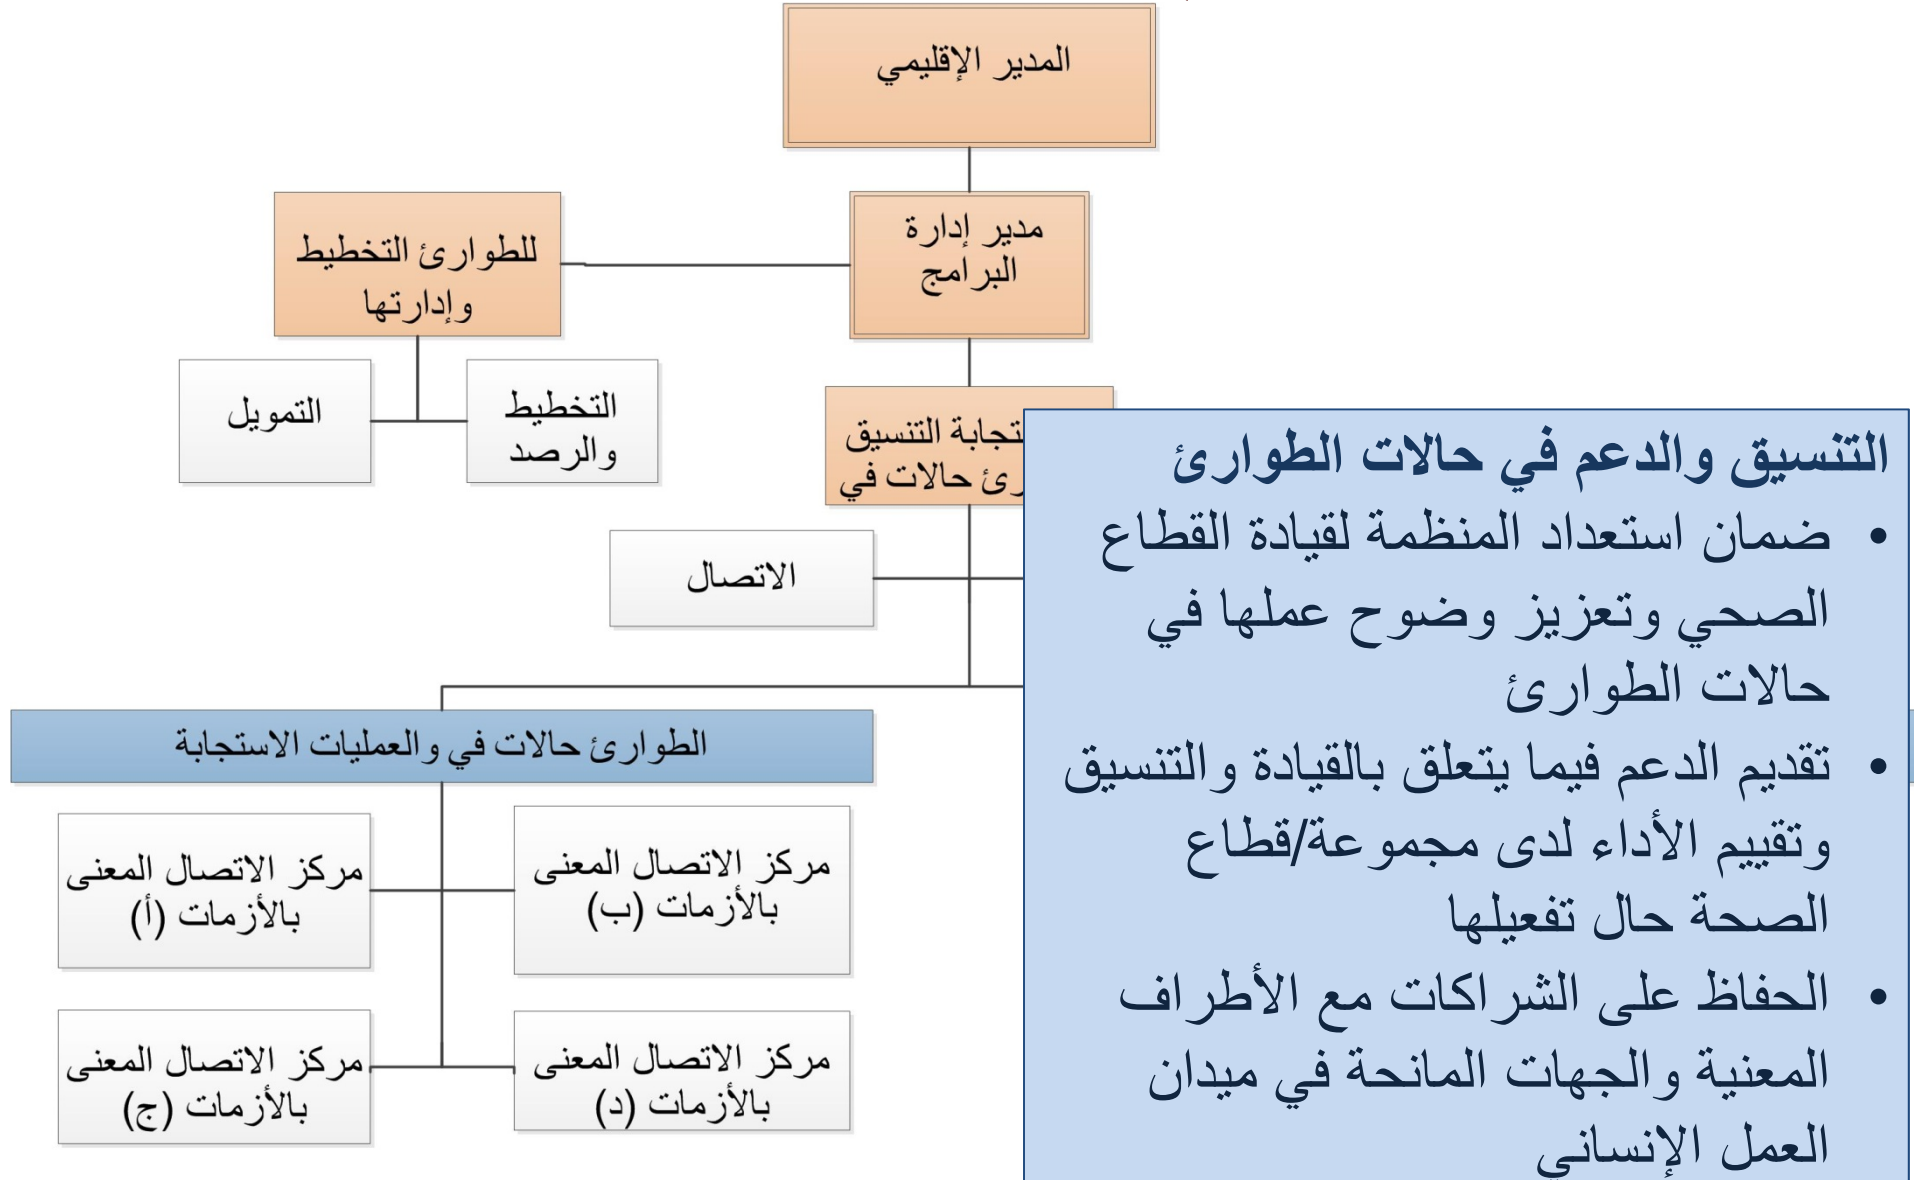 المدير الإقليمي
مدير إدارة
البرامج
للطوارئ التخطيط
وإدارتها
التخطيط
والرصد
التمويل
التنسيق
حالات في
الاتصال
التنسيق والدعم في حالات الطوارئ
• ضمان استعداد المنظمة لقيادة القطاع
الصحي وتعزيز وضوح عملها في
حالات الطوارئ
• تقديم الدعم فيما يتعلق بالقيادة والتنسيق
وتقييم الأداء لدى مجموعة/قطاع
الصحة حال تفعيلها
• الحفاظ على الشراكات مع الأطراف
المعنية والجهات المانحة في ميدان
العمل الإنساني
الطوارئ حالات في والعمليات الاستجابة
مركز الاتصال المعنى
بالأزمات (ب)
مركز الاتصال المعنى
بالأزمات (أ)
مركز الاتصال المعنى
بالأزمات (د)
مركز الاتصال المعنى
بالأزمات (ج)